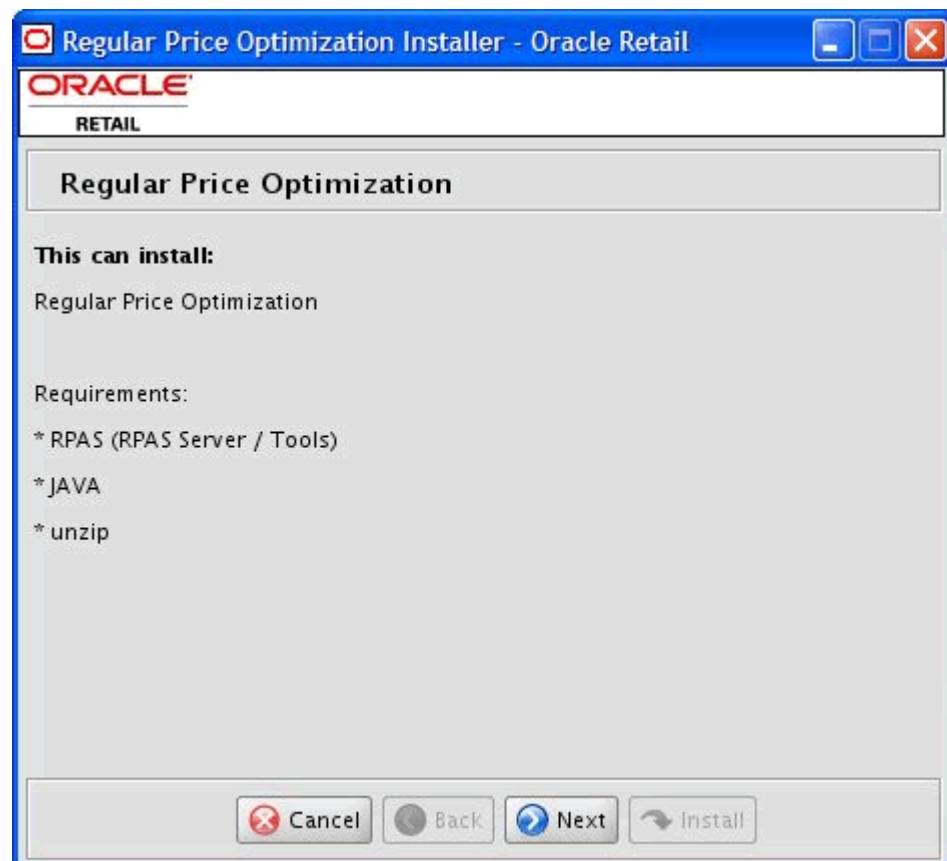 Regular Price Optimization Installer - Oracle Retail
ORACLE
RETAIL
Regular Price Optimization
This can install:
Regular Price Optimization
Requirements:
* RPAS (RPAS Server / Tools)
* JAVA
* unzip
Cancel Back Next Install